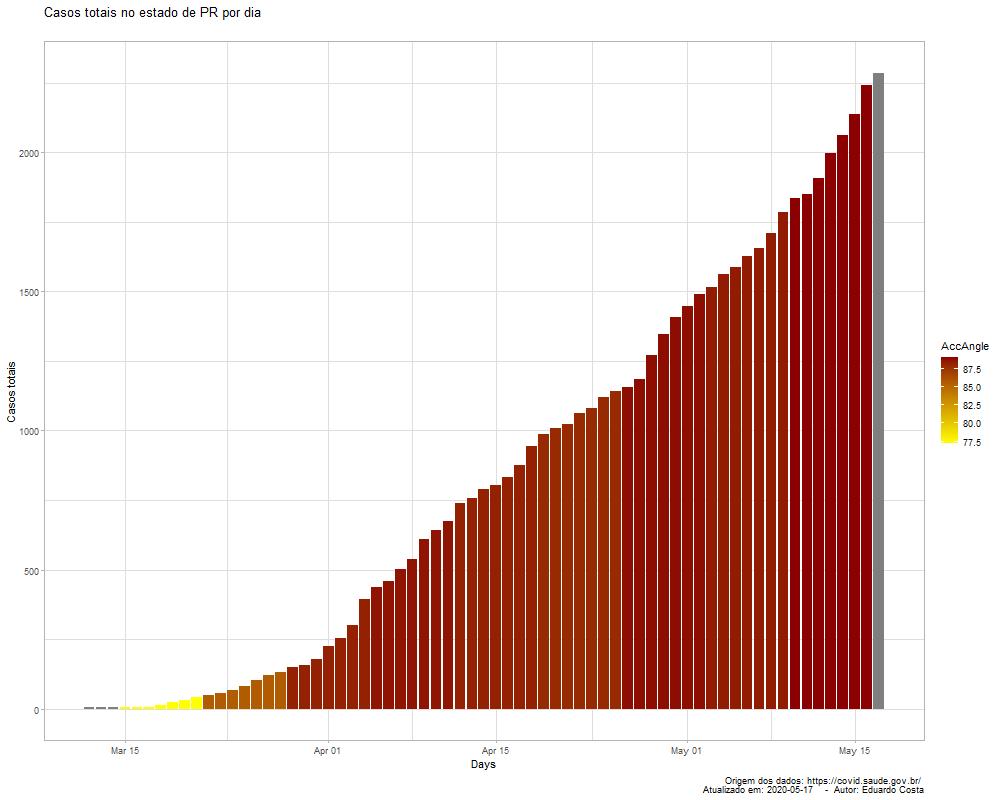 Casos totais no estado de PR por dia
Casos totais
2000
1500
1000
500
0
Mar 15
Apr 01
Apr 15
May 01
May 15
Days
AccAngle
87.5
85.0
82.5
80.0
77.5
Origem dos dados: https://covid.saude.gov.br/
Atualizado em: 2020-05-17 - Autor: Eduardo Costa